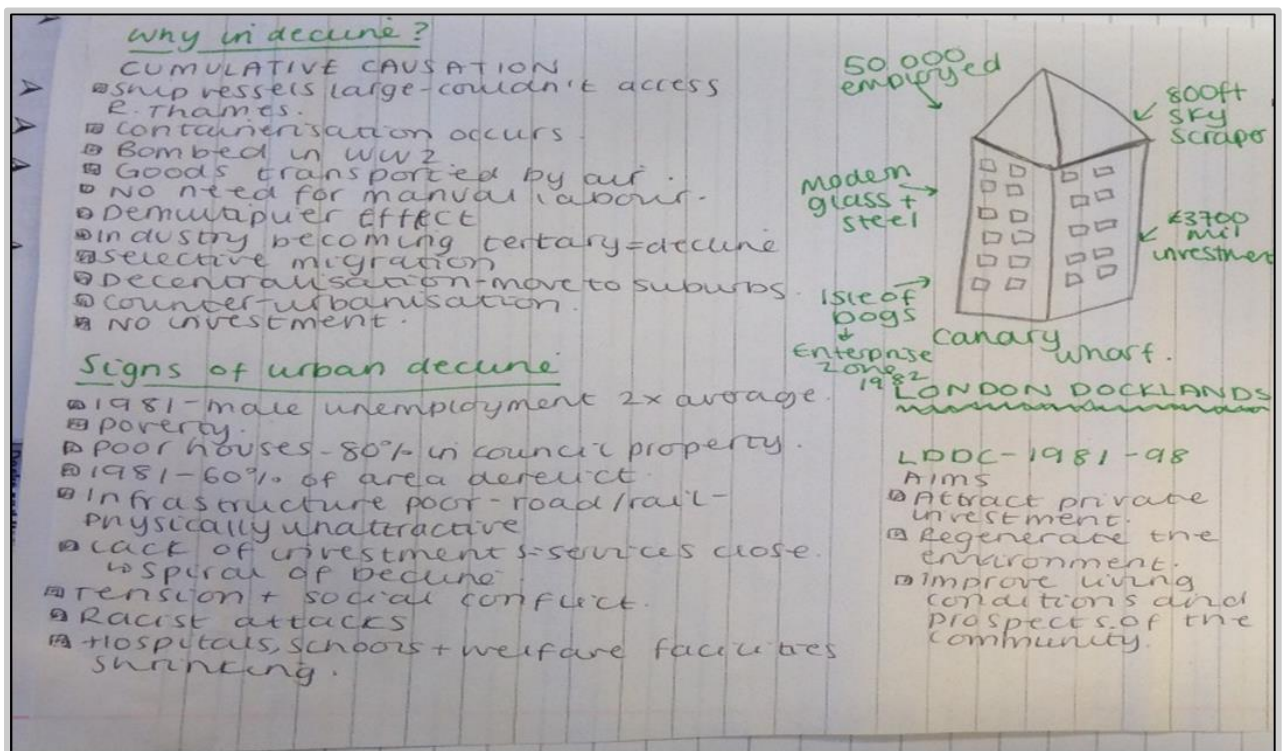 Why in decline?
CUMULATIVE CAUSATION
Ship vessels large-couldn't access
R. Thames.
Containerisation occurs
Bombed in WW2
Goods transported by air.
No need for manual labour.
Demultiplier Effect
Industry becoming tertary=decline
Selective migration
Decentralisation-move to suburbs.
Counter-urbanisation.
No investment.
Signs of urban decline
1981-male unemployment 2x average.
Poverty.
Poor houses-80% in council property.
1981-60% of area derelict.
Infrastructure poor-road/rail-
Physically unattractive
Lack of investment s=services close.
↳ Spiral of Decline
Tension + social conflict.
Racist attacks
Hospitals, schools + welfare facilities
shrinking.
50,000
employed
800ft
sky
scraper
Modern
glass +
steel
£3700
mil
investment
Isle of
Dogs
Enterprise
Zone
1982
Canary
Wharf.
LONDON DOCKLANDS
LDDC-1981-98
Aims
Attract private
investment.
Regenerate the
environment.
Improve living
conditions and
prospects of the
community.